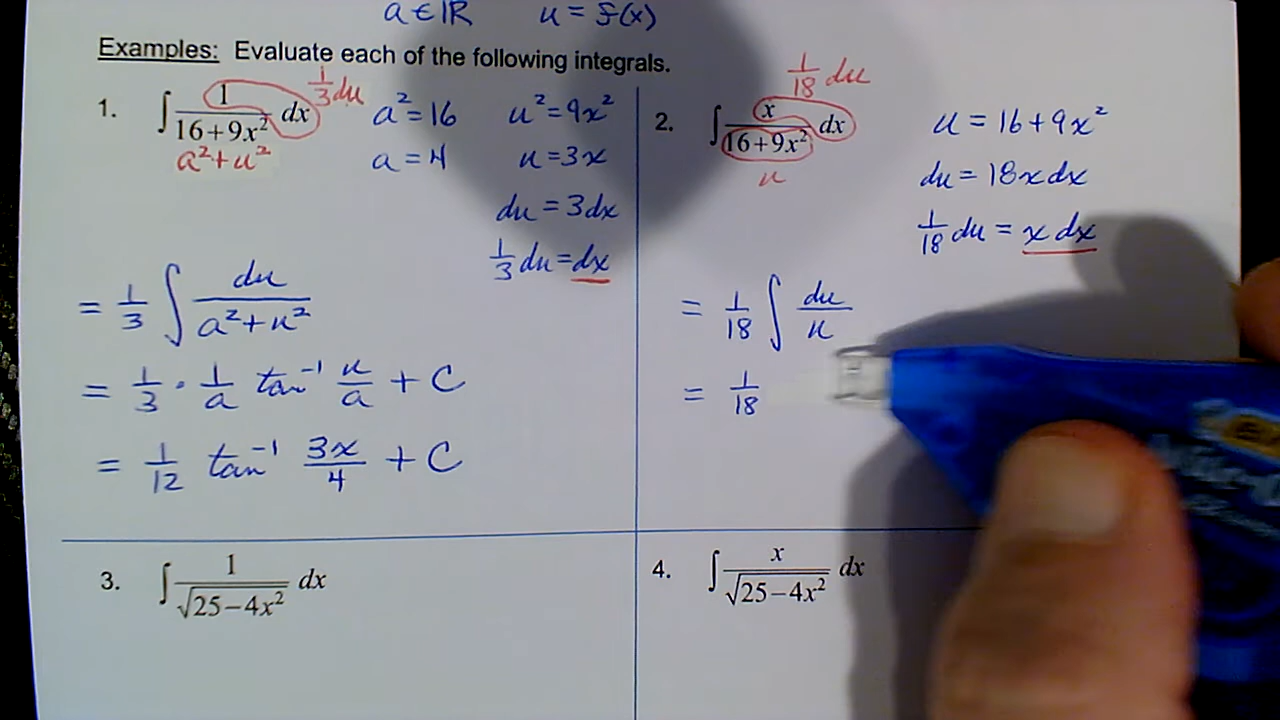 a ∈ ℝ u = f(x)
Examples: Evaluate each of the following integrals.
1. ∫ 1/(16+9x²) dx
1/3 du
a² + u²
a² = 16 u² = 9x²
a = 4 u = 3x
du = 3dx
1/3 du = dx
= 1/3 ∫ du/(a² + u²)
= 1/3 · 1/a tan⁻¹ u/a + C
= 1/12 tan⁻¹ 3x/4 + C
2. ∫ x/(16+9x²) dx
1/18 du
u
u = 16 + 9x²
du = 18x dx
1/18 du = x dx
= 1/18 ∫ du/u
= 1/18
3. ∫ 1/√(25−4x²) dx
4. ∫ x/√(25−4x²) dx